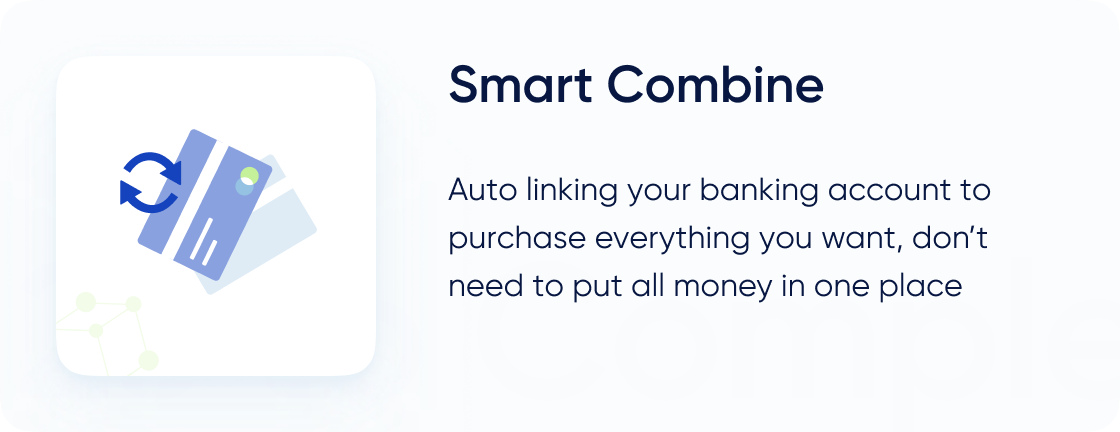 Smart Combine
Auto linking your banking account to
purchase everything you want, don’t
need to put all money in one place